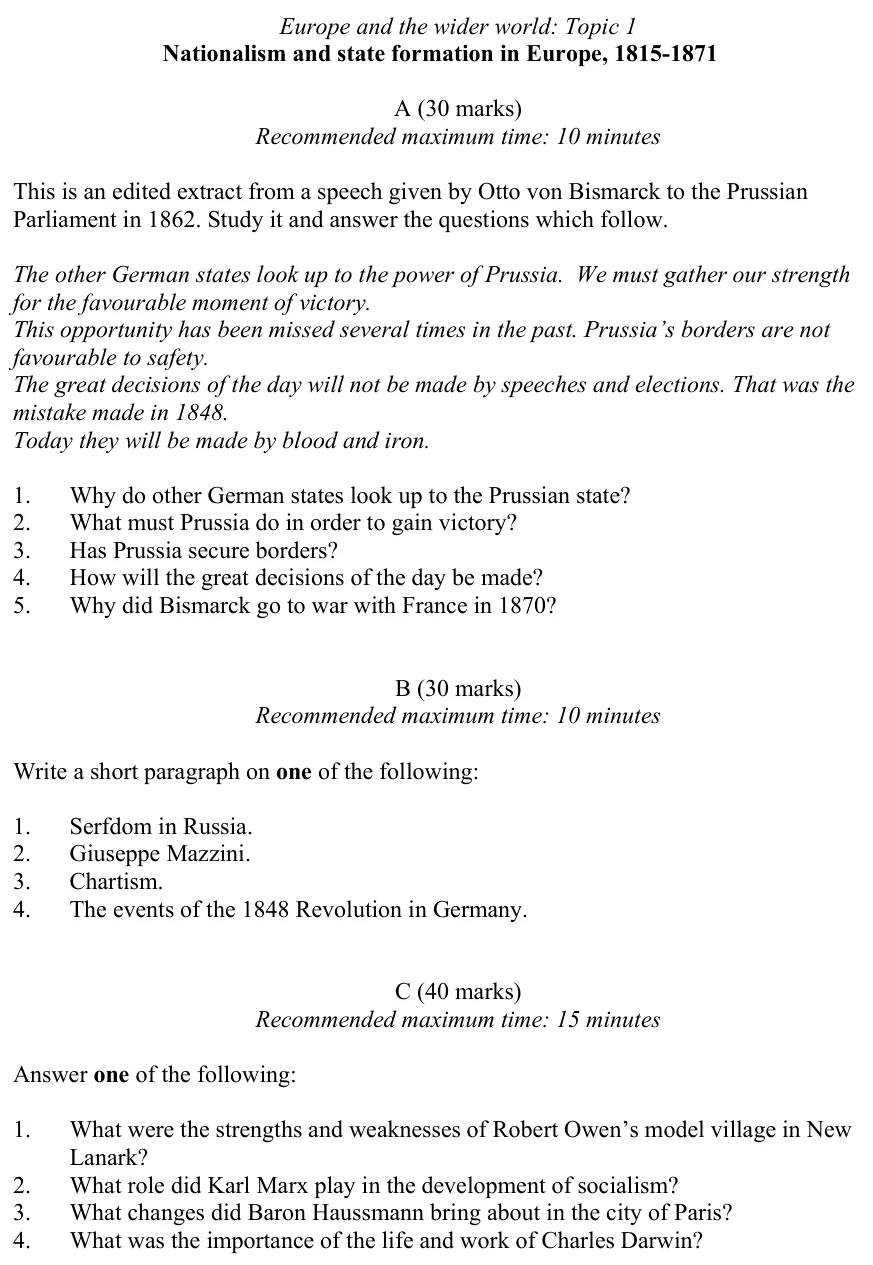 Europe and the wider world: Topic 1
Nationalism and state formation in Europe, 1815-1871
A (30 marks)
Recommended maximum time: 10 minutes
This is an edited extract from a speech given by Otto von Bismarck to the Prussian
Parliament in 1862. Study it and answer the questions which follow.
The other German states look up to the power of Prussia.  We must gather our strength
for the favourable moment of victory.
This opportunity has been missed several times in the past. Prussia’s borders are not
favourable to safety.
The great decisions of the day will not be made by speeches and elections. That was the
mistake made in 1848.
Today they will be made by blood and iron.
1. Why do other German states look up to the Prussian state?
2. What must Prussia do in order to gain victory?
3. Has Prussia secure borders?
4. How will the great decisions of the day be made?
5. Why did Bismarck go to war with France in 1870?
B (30 marks)
Recommended maximum time: 10 minutes
Write a short paragraph on one of the following:
1. Serfdom in Russia.
2. Giuseppe Mazzini.
3. Chartism.
4. The events of the 1848 Revolution in Germany.
C (40 marks)
Recommended maximum time: 15 minutes
Answer one of the following:
1. What were the strengths and weaknesses of Robert Owen’s model village in New
Lanark?
2. What role did Karl Marx play in the development of socialism?
3. What changes did Baron Haussmann bring about in the city of Paris?
4. What was the importance of the life and work of Charles Darwin?